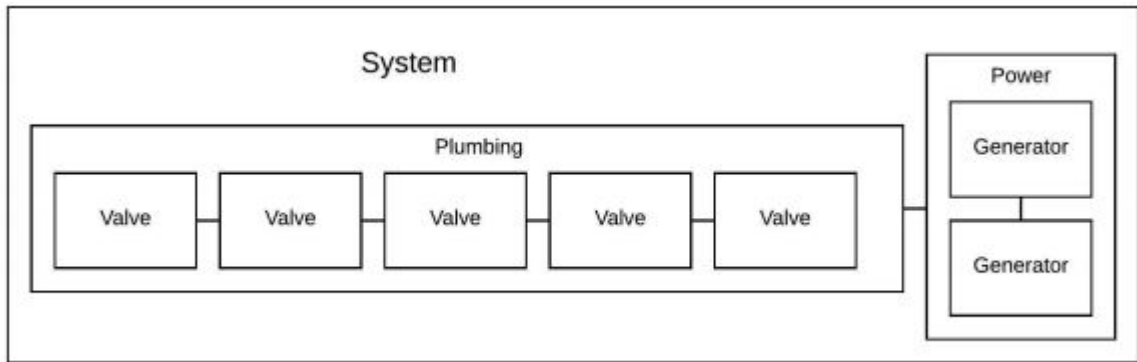 System
Power
Generator
Plumbing
Valve Valve Valve Valve Valve
Generator